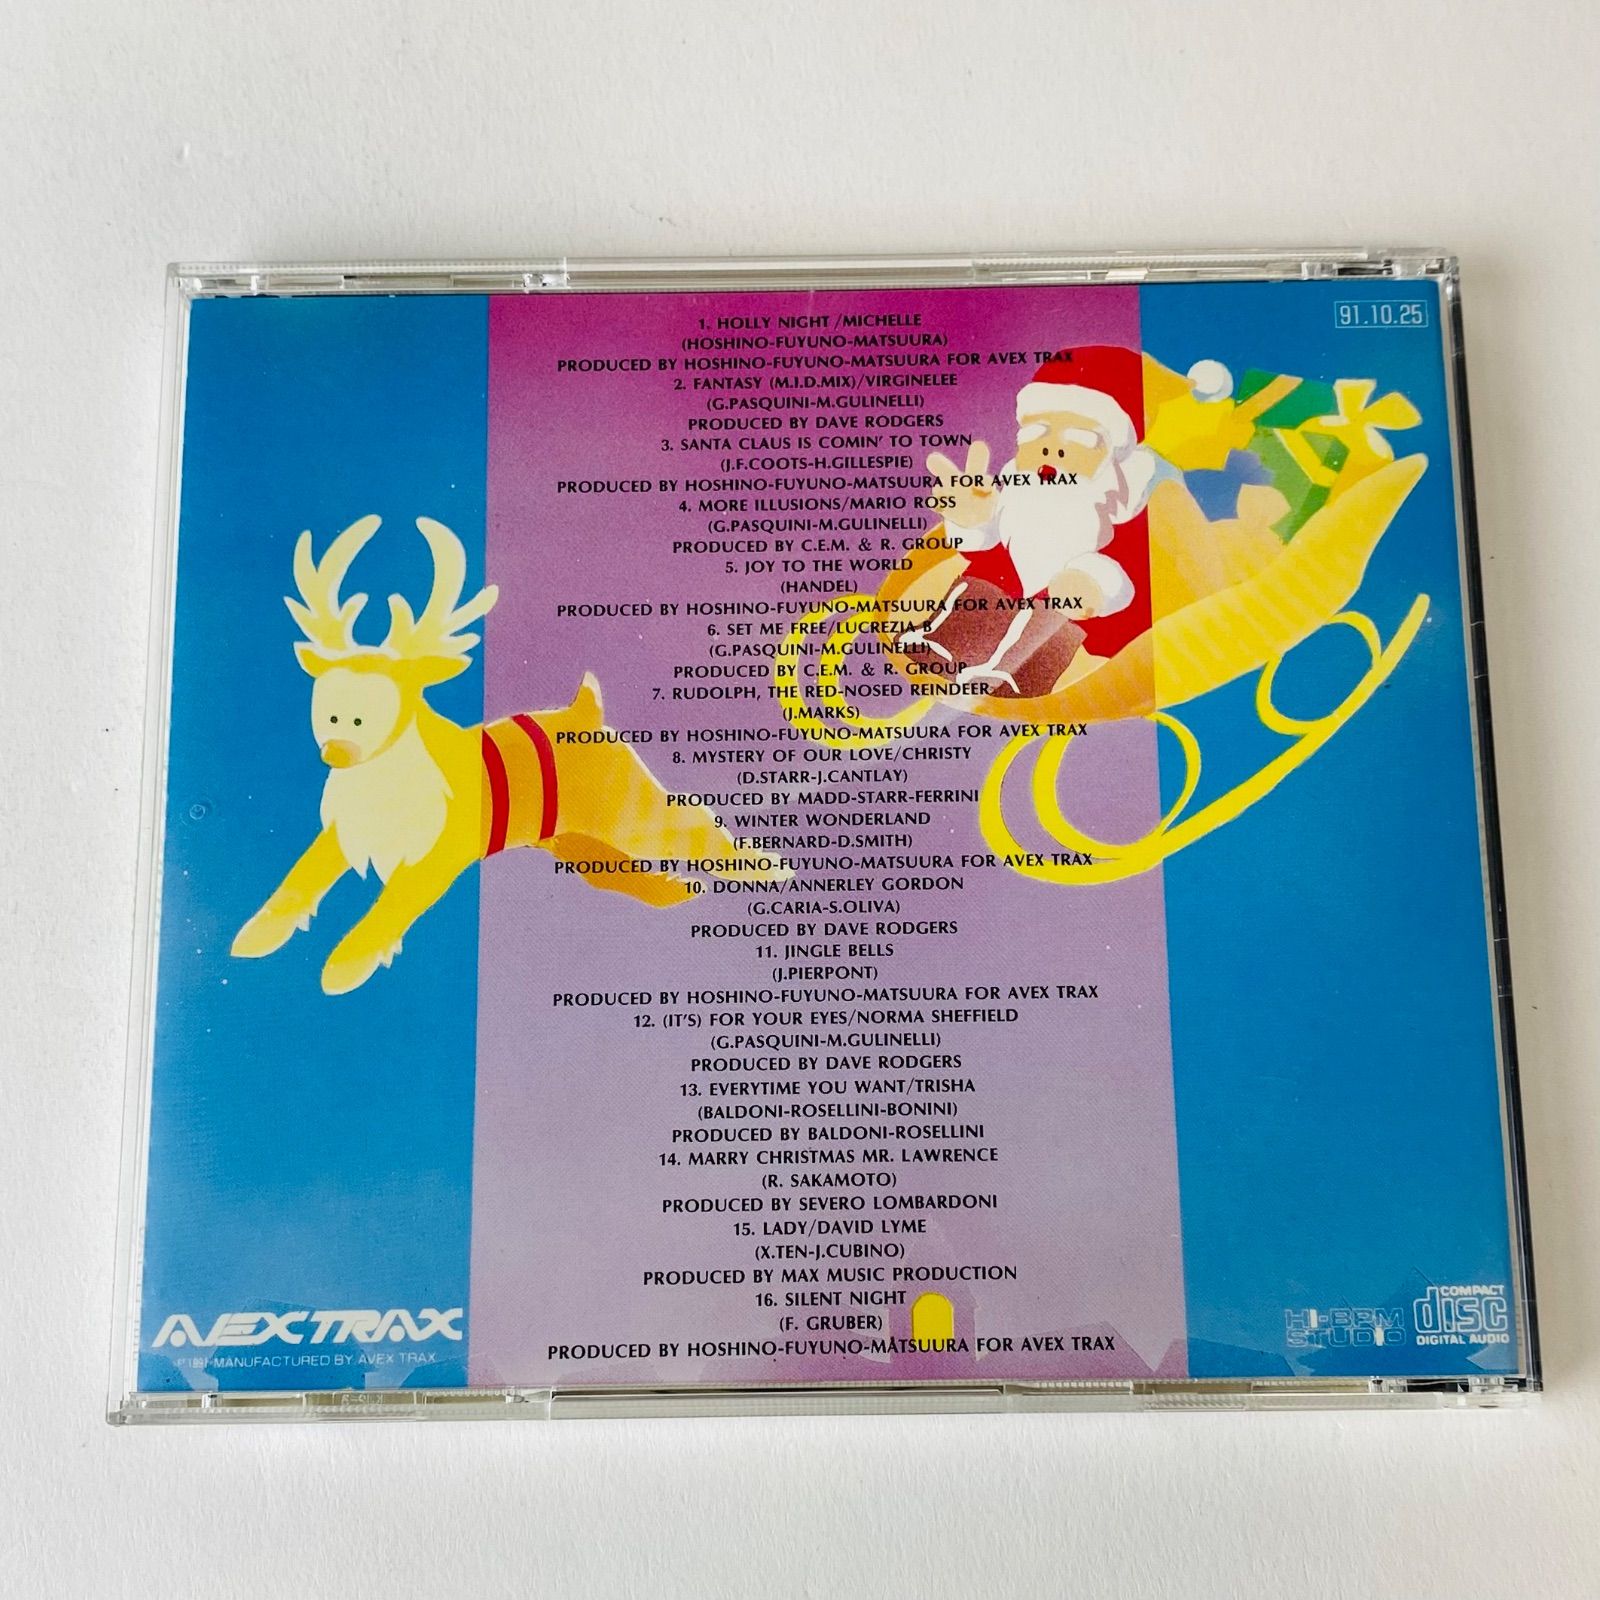 91.10.25
1. HOLLY NIGHT /MICHELLE
(HOSHINO-FUYUNO-MATSUURA)
PRODUCED BY HOSHINO-FUYUNO-MATSUURA FOR AVEX TRAX
2. FANTASY (M.I.D.MIX)/VIRGINELEE
(G.PASQUINI-M.GULINELLI)
PRODUCED BY DAVE RODGERS
3. SANTA CLAUS IS COMIN' TO TOWN
(J.F.COOTS-H.GILLESPIE)
PRODUCED BY HOSHINO-FUYUNO-MATSUURA FOR AVEX TRAX
4. MORE ILLUSIONS/MARIO ROSS
(G.PASQUINI-M.GULINELLI)
PRODUCED BY C.E.M. & R. GROUP
5. JOY TO THE WORLD
(HANDEL)
PRODUCED BY HOSHINO-FUYUNO-MATSUURA FOR AVEX TRAX
6. SET ME FREE/LUCREZIA B
(G.PASQUINI-M.GULINELLI)
PRODUCED BY C.E.M. & R. GROUP
7. RUDOLPH, THE RED-NOSED REINDEER
(J.MARKS)
PRODUCED BY HOSHINO-FUYUNO-MATSUURA FOR AVEX TRAX
8. MYSTERY OF OUR LOVE/CHRISTY
(D.STARR-J.CANTLAY)
PRODUCED BY MADD-STARR-FERRINI
9. WINTER WONDERLAND
(F.BERNARD-D.SMITH)
PRODUCED BY HOSHINO-FUYUNO-MATSUURA FOR AVEX TRAX
10. DONNA/ANNERLEY GORDON
(G.CARIA-S.OLIVA)
PRODUCED BY DAVE RODGERS
11. JINGLE BELLS
(J.PIERPONT)
PRODUCED BY HOSHINO-FUYUNO-MATSUURA FOR AVEX TRAX
12. (IT'S) FOR YOUR EYES/NORMA SHEFFIELD
(G.PASQUINI-M.GULINELLI)
PRODUCED BY DAVE RODGERS
13. EVERYTIME YOU WANT/TRISHA
(BALDONI-ROSELLINI-BONINI)
PRODUCED BY BALDONI-ROSELLINI
14. MARRY CHRISTMAS MR. LAWRENCE
(R. SAKAMOTO)
PRODUCED BY SEVERO LOMBARDONI
15. LADY/DAVID LYME
(X.TEN-J.CUBINO)
PRODUCED BY MAX MUSIC PRODUCTION
16. SILENT NIGHT
(F. GRUBER)
PRODUCED BY HOSHINO-FUYUNO-MATSUURA FOR AVEX TRAX
AVEX TRAX
℗1991 MANUFACTURED BY AVEX TRAX
HI-BPM
STUDIO
COMPACT
disc
DIGITAL AUDIO